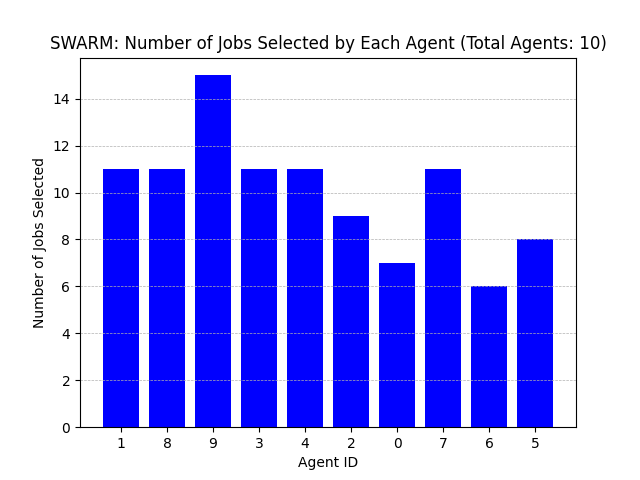 SWARM: Number of Jobs Selected by Each Agent (Total Agents: 10)
Number of Jobs Selected
14
12
10
8
6
4
2
0
1 8 9 3 4 2 0 7 6 5
Agent ID